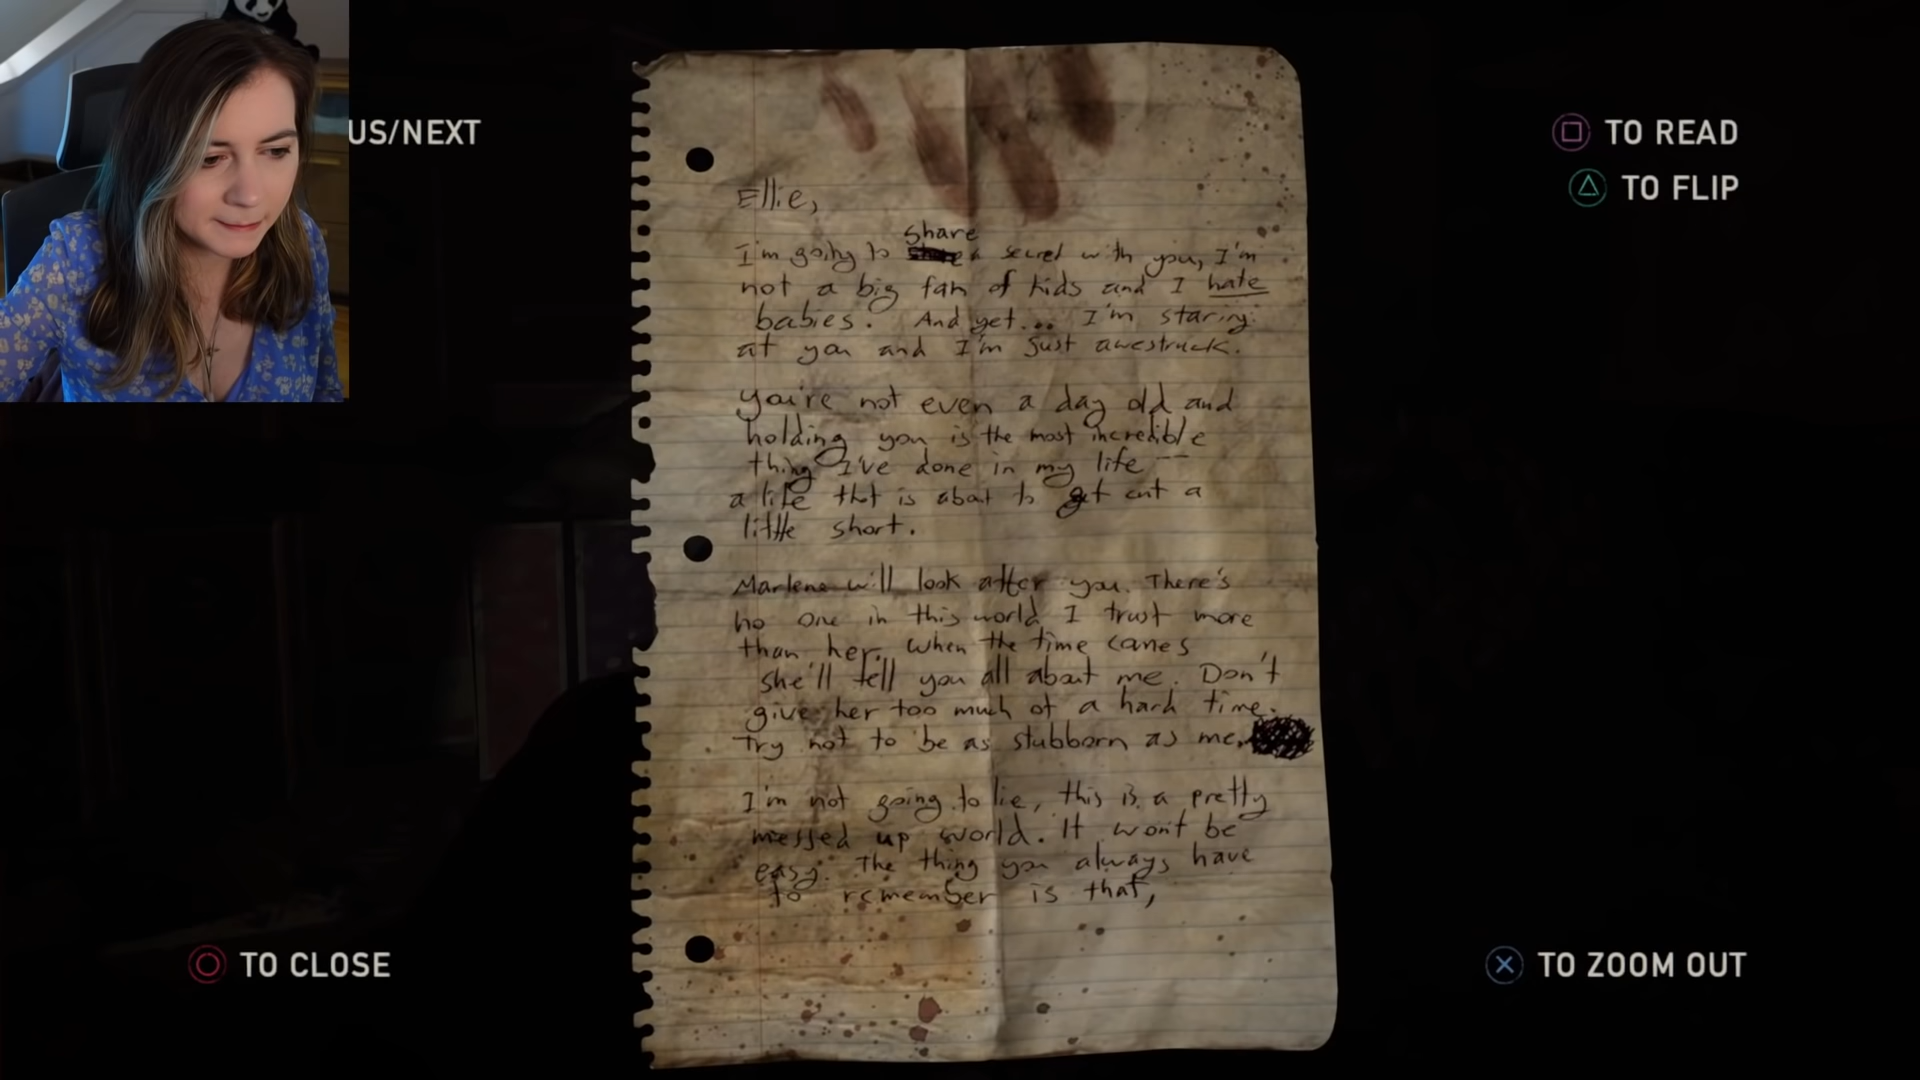 US/NEXT
TO READ
TO FLIP
Ellie,
share
I'm going to a secret with you, I'm
not a big fan of kids and I hate
babies. And yet... I'm staring
at you and I'm just awestruck.
you're not even a day old and
holding you is the most incredible
thing I've done in my life --
a life that is about to get cut a
little short.
Marlene will look after you. There's
no one in this world I trust more
than her. When the time comes
she'll tell you all about me. Don't
give her too much of a hard time.
Try not to be as stubborn as me.
I'm not going to lie, this is a pretty
messed up world. It won't be
easy. The thing you always have
to remember is that,
TO CLOSE
TO ZOOM OUT